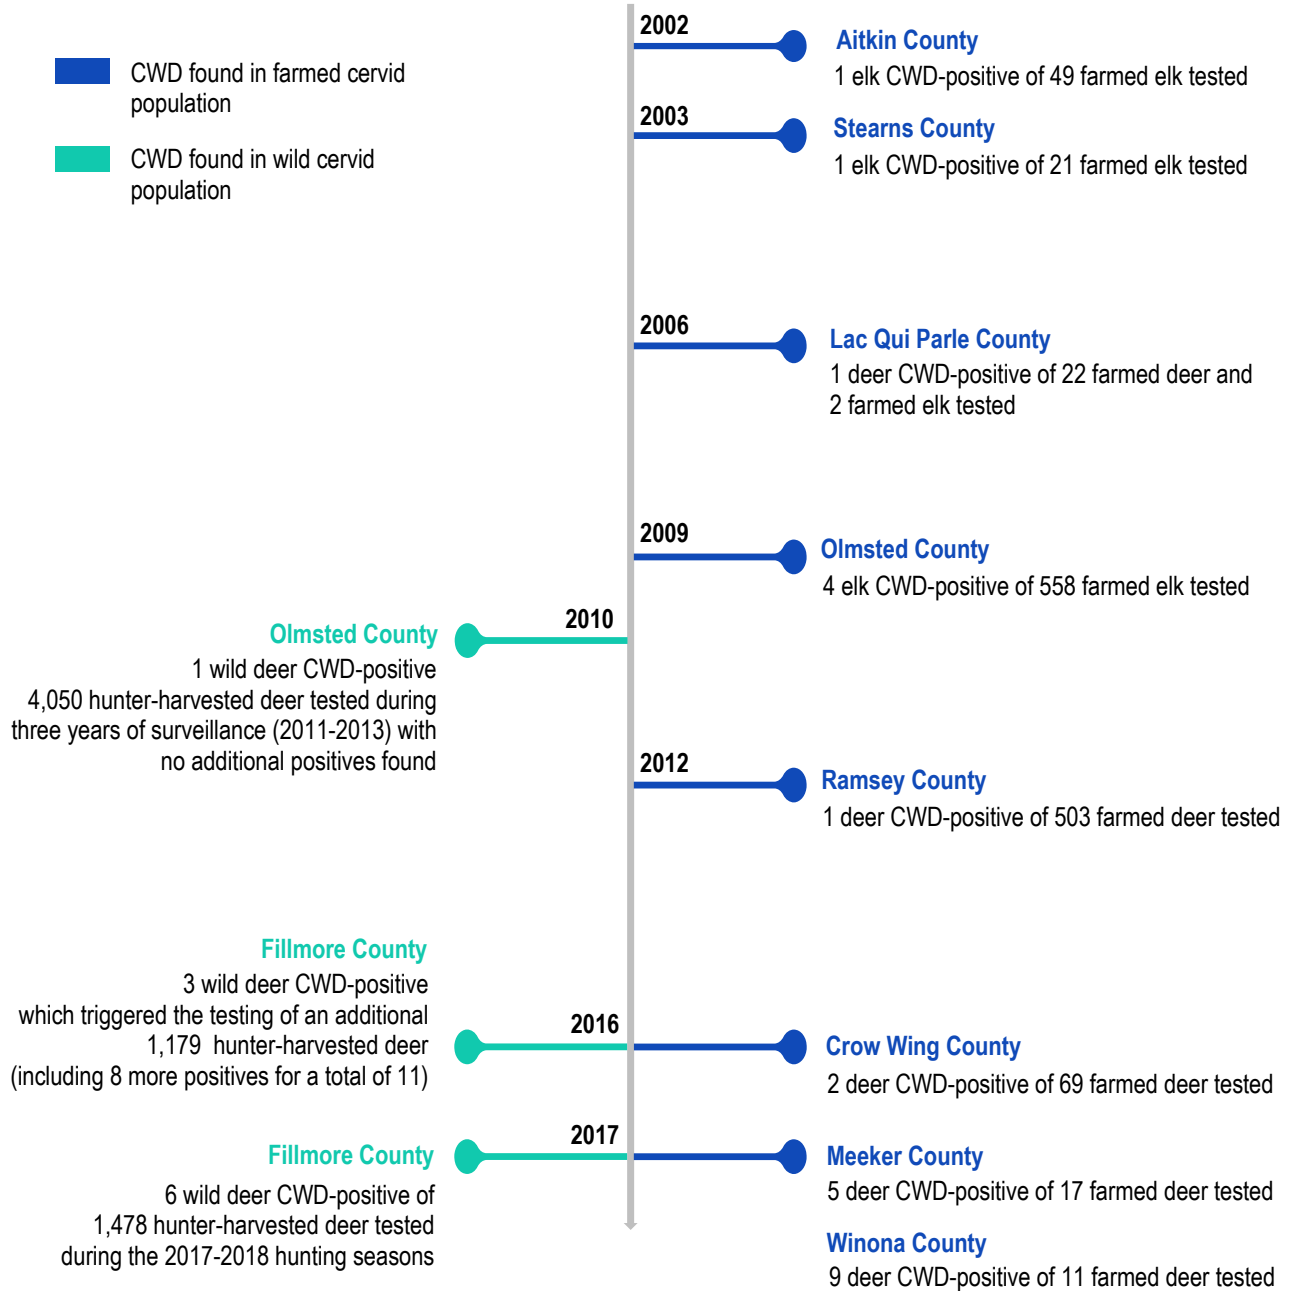 CWD found in farmed cervid
population
CWD found in wild cervid
population
2002
Aitkin County
1 elk CWD-positive of 49 farmed elk tested
2003
Stearns County
1 elk CWD-positive of 21 farmed elk tested
2006
Lac Qui Parle County
1 deer CWD-positive of 22 farmed deer and
2 farmed elk tested
2009
Olmsted County
4 elk CWD-positive of 558 farmed elk tested
2010
Olmsted County
1 wild deer CWD-positive
4,050 hunter-harvested deer tested during
three years of surveillance (2011-2013) with
no additional positives found
2012
Ramsey County
1 deer CWD-positive of 503 farmed deer tested
2016
Fillmore County
3 wild deer CWD-positive
which triggered the testing of an additional
1,179 hunter-harvested deer
(including 8 more positives for a total of 11)
Crow Wing County
2 deer CWD-positive of 69 farmed deer tested
2017
Fillmore County
6 wild deer CWD-positive of
1,478 hunter-harvested deer tested
during the 2017-2018 hunting seasons
Meeker County
5 deer CWD-positive of 17 farmed deer tested
Winona County
9 deer CWD-positive of 11 farmed deer tested